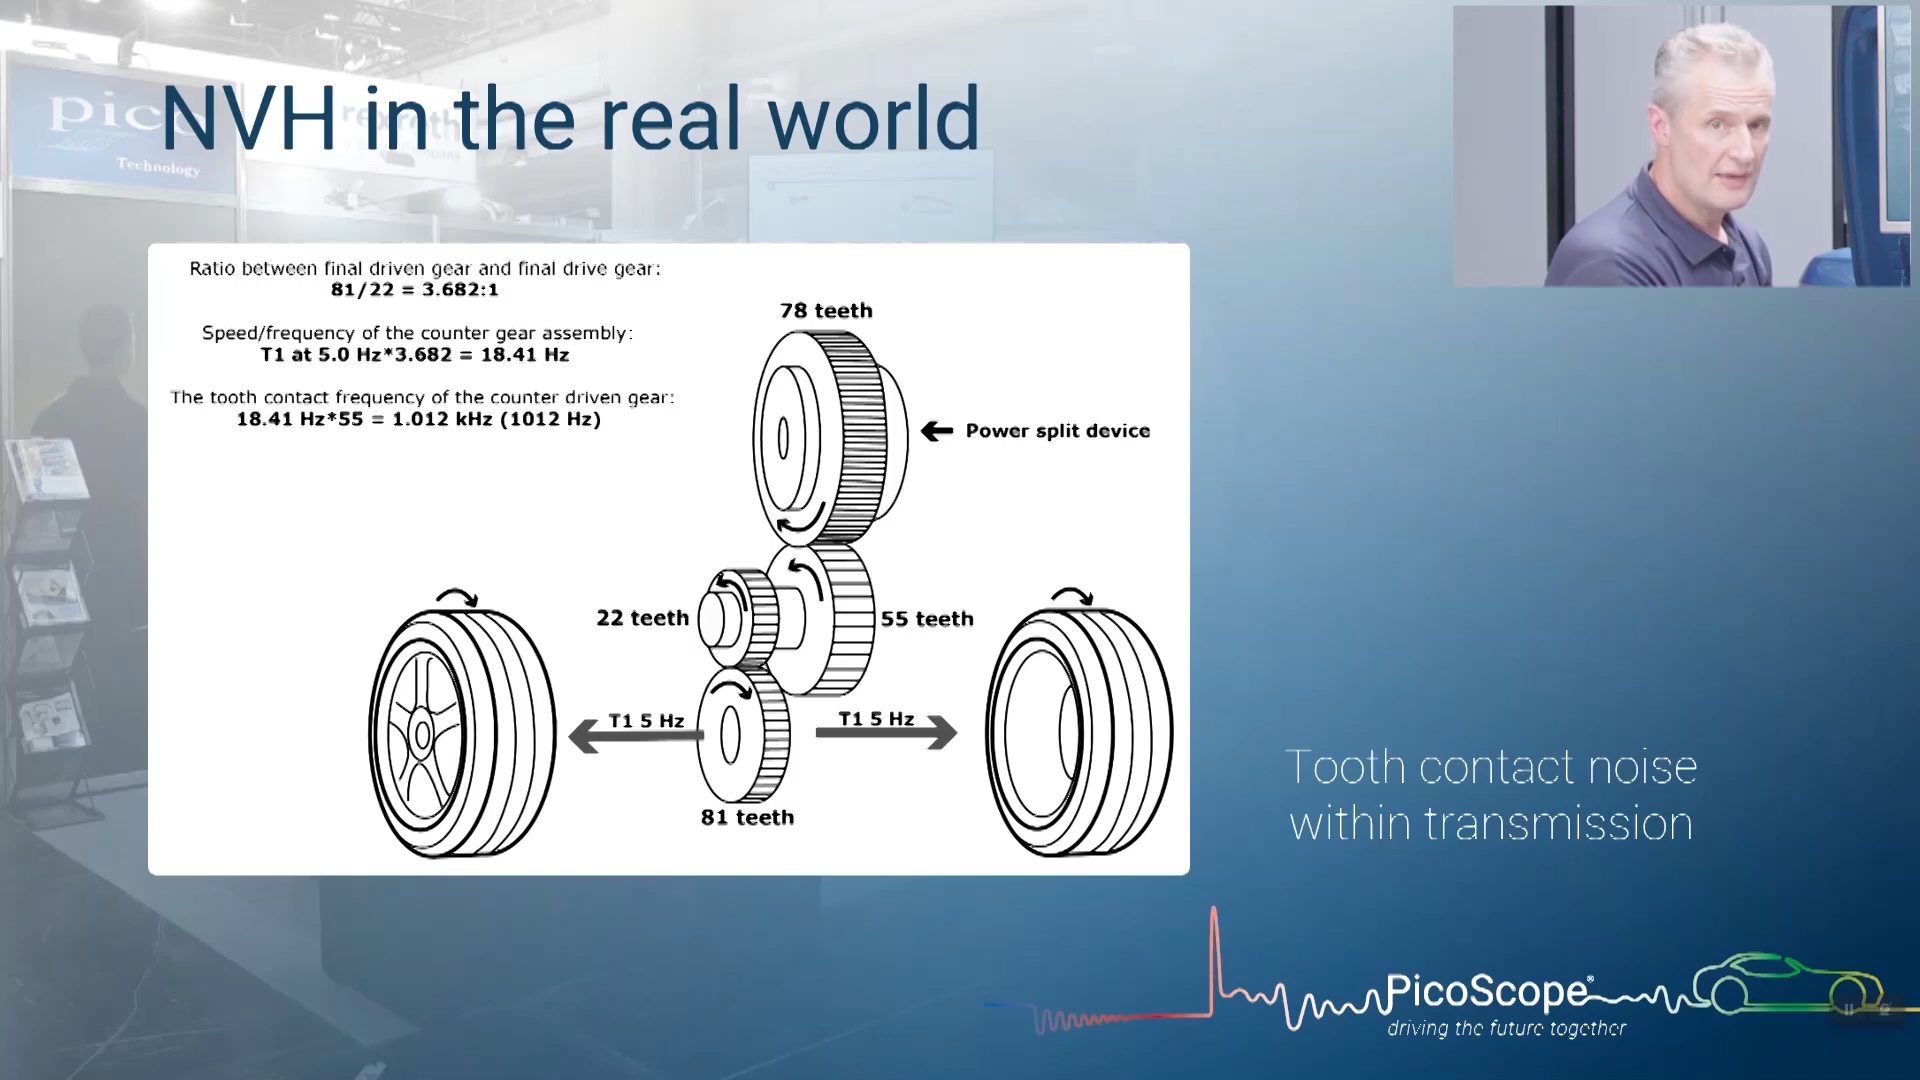 NVH in the real world
pico
Technology
Ratio between final driven gear and final drive gear:
81/22 = 3.682:1
Speed/frequency of the counter gear assembly:
T1 at 5.0 Hz*3.682 = 18.41 Hz
The tooth contact frequency of the counter driven gear:
18.41 Hz*55 = 1.012 kHz (1012 Hz)
78 teeth
Power split device
22 teeth
55 teeth
T1 5 Hz
T1 5 Hz
81 teeth
Tooth contact noise
within transmission
PicoScope®
driving the future together